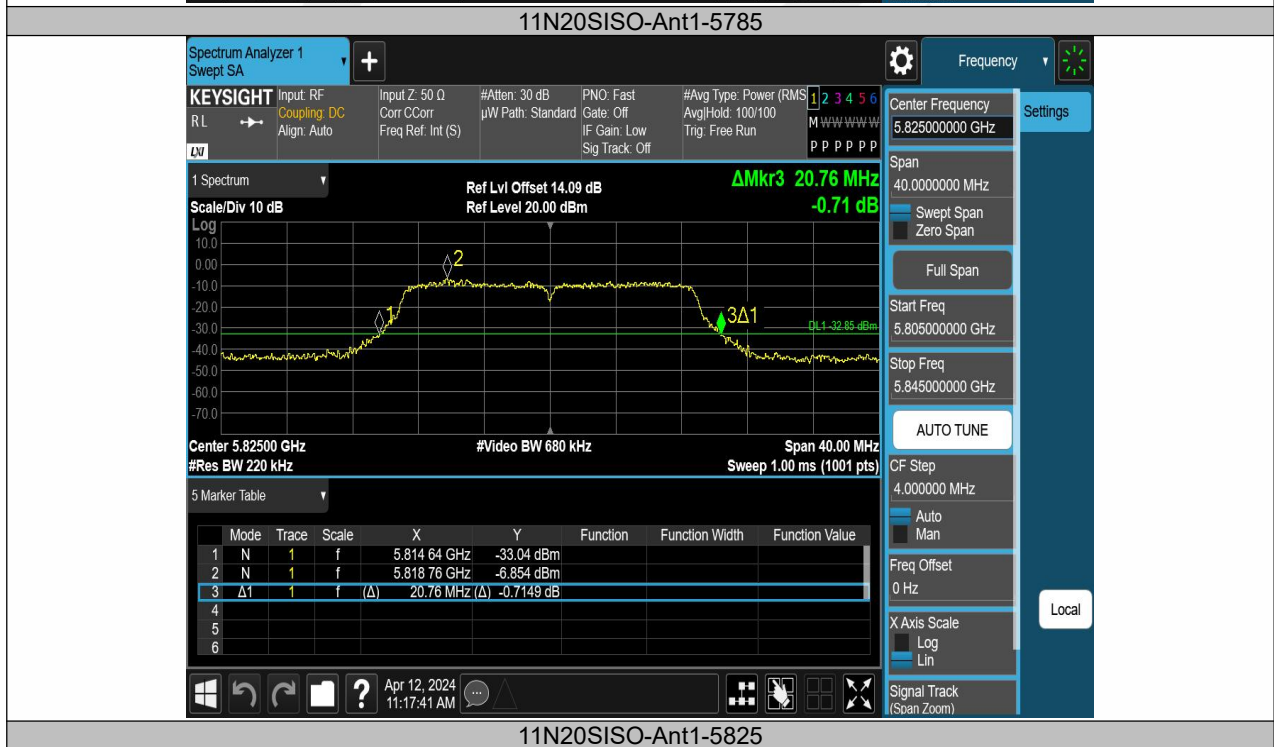 11N20SISO-Ant1-5785
Spectrum Analyzer 1
Swept SA
+
Frequency
KEYSIGHT Input: RF Input Z: 50 Ω #Atten: 30 dB PNO: Fast #Avg Type: Power (RMS 1 2 3 4 5 6
RL Coupling: DC Corr CCorr µW Path: Standard Gate: Off Avg|Hold: 100/100 M W W W W W
Align: Auto Freq Ref: Int (S) IF Gain: Low Trig: Free Run
LXI Sig Track: Off P P P P P P
Center Frequency
5.825000000 GHz
Settings
Span
40.0000000 MHz
Swept Span
Zero Span
Full Span
Start Freq
5.805000000 GHz
Stop Freq
5.845000000 GHz
AUTO TUNE
CF Step
4.000000 MHz
Auto
Man
Freq Offset
0 Hz
X Axis Scale
Log
Lin
Local
Signal Track
(Span Zoom)
1 Spectrum Ref Lvl Offset 14.09 dB ΔMkr3 20.76 MHz
Scale/Div 10 dB Ref Level 20.00 dBm -0.71 dB
Log
10.0
0.00
-10.0
-20.0
-30.0
-40.0
-50.0
-60.0
-70.0
2
1
3Δ1
DL1 -32.85 dBm
Center 5.82500 GHz #Video BW 680 kHz Span 40.00 MHz
#Res BW 220 kHz Sweep 1.00 ms (1001 pts)
5 Marker Table
Mode Trace Scale X Y Function Function Width Function Value
1 N 1 f 5.814 64 GHz -33.04 dBm
2 N 1 f 5.818 76 GHz -6.854 dBm
3 Δ1 1 f (Δ) 20.76 MHz (Δ) -0.7149 dB
4
5
6
? Apr 12, 2024
11:17:41 AM
11N20SISO-Ant1-5825